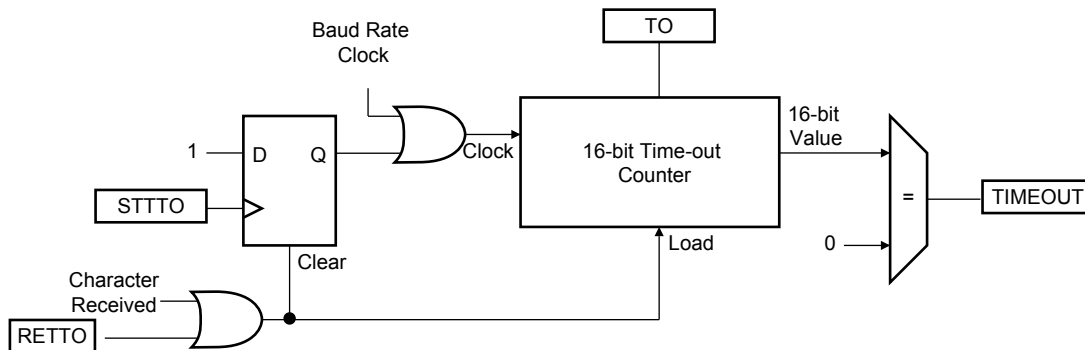 TO
Baud Rate
Clock
1
D
Q
Clock
16-bit Time-out
Counter
16-bit
Value
STTTO
=
TIMEOUT
Clear
Load
0
Character
Received
RETTO